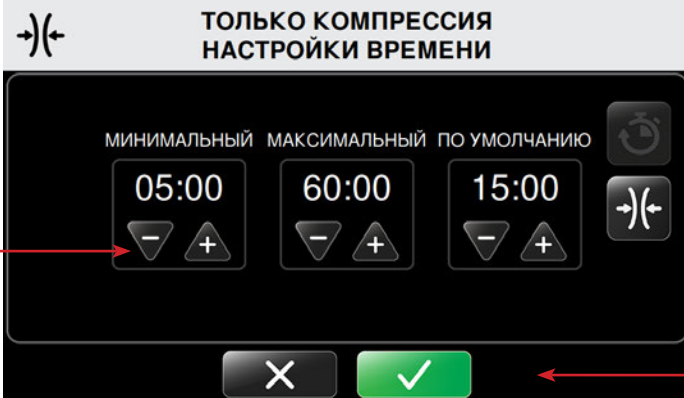 ТОЛЬКО КОМПРЕССИЯ
НАСТРОЙКИ ВРЕМЕНИ
МИНИМАЛЬНЫЙ МАКСИМАЛЬНЫЙ ПО УМОЛЧАНИЮ
05:00 60:00 15:00